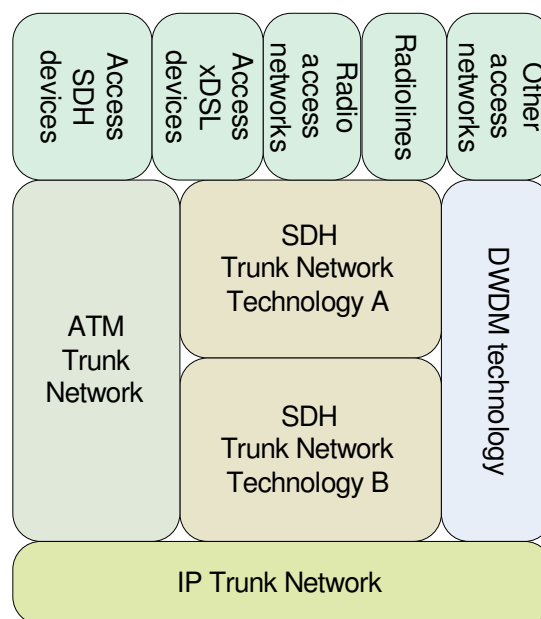 Access
SDH
devices
Access
xDSL
devices
Radio
access
networks
Radiolines
Other
access
networks
ATM
Trunk
Network
SDH
Trunk Network
Technology A
SDH
Trunk Network
Technology B
DWDM technology
IP Trunk Network